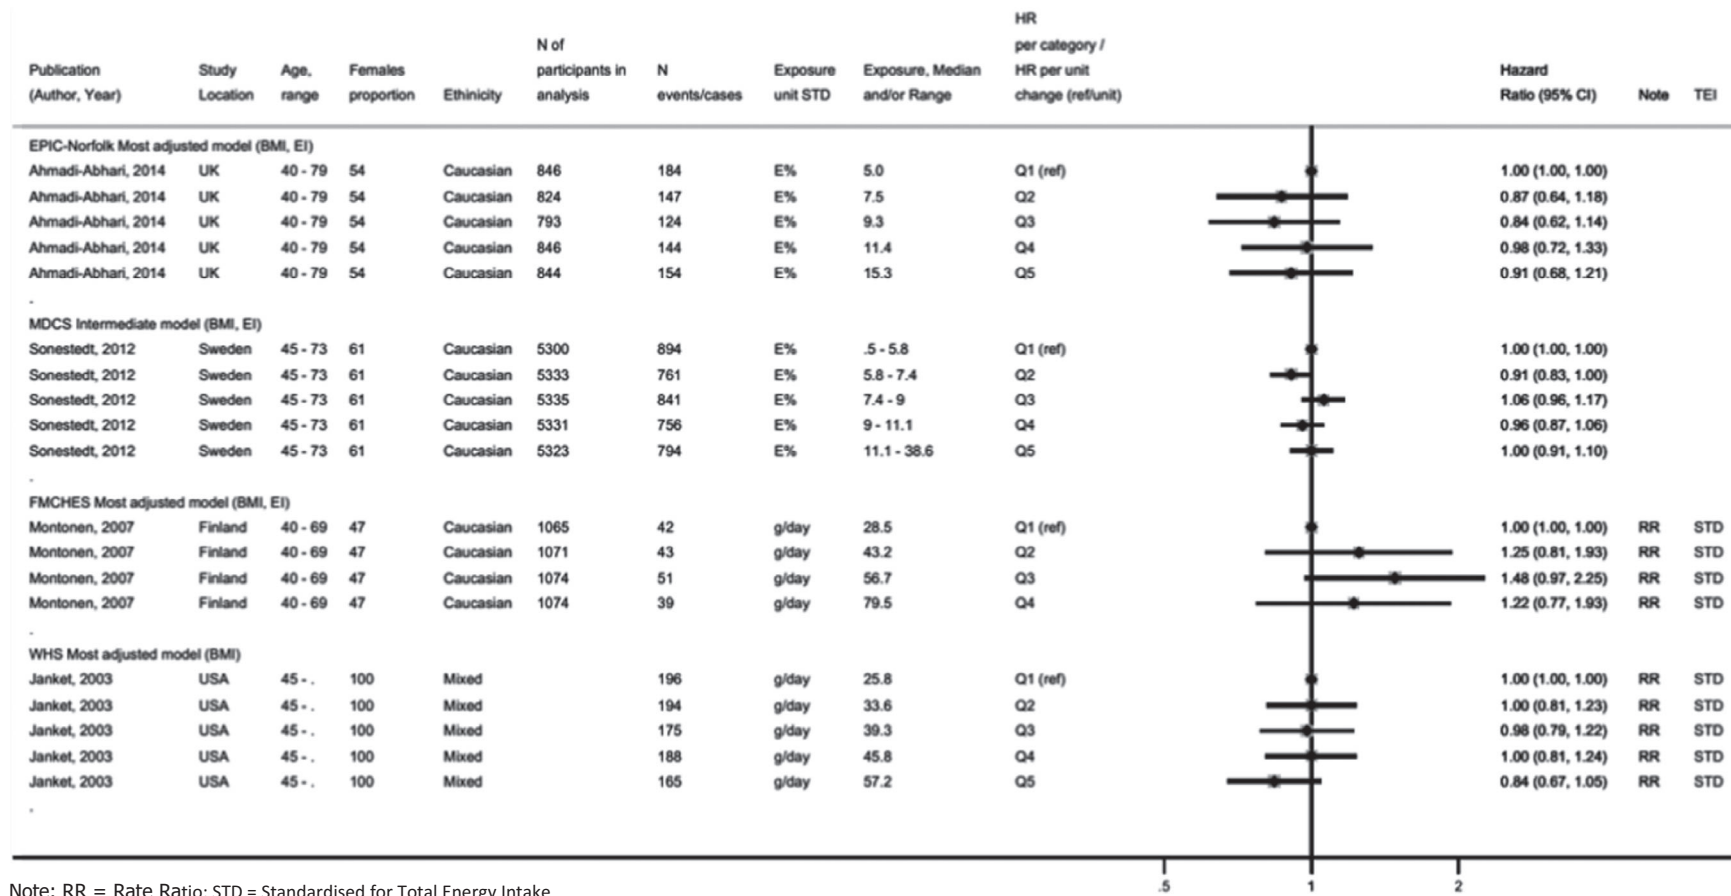 HR
N of per category /
Publication Study Age, Females participants in N Exposure Exposure, Median HR per unit Hazard
(Author, Year) Location range proportion Ethinicity analysis events/cases unit STD and/or Range change (ref/unit) Ratio (95% CI) Note TEI
EPIC-Norfolk Most adjusted model (BMI, EI)
Ahmadi-Abhari, 2014 UK 40 - 79 54 Caucasian 846 184 E% 5.0 Q1 (ref) 1.00 (1.00, 1.00)
Ahmadi-Abhari, 2014 UK 40 - 79 54 Caucasian 824 147 E% 7.5 Q2 0.87 (0.64, 1.18)
Ahmadi-Abhari, 2014 UK 40 - 79 54 Caucasian 793 124 E% 9.3 Q3 0.84 (0.62, 1.14)
Ahmadi-Abhari, 2014 UK 40 - 79 54 Caucasian 846 144 E% 11.4 Q4 0.98 (0.72, 1.33)
Ahmadi-Abhari, 2014 UK 40 - 79 54 Caucasian 844 154 E% 15.3 Q5 0.91 (0.68, 1.21)
.
MDCS Intermediate model (BMI, EI)
Sonestedt, 2012 Sweden 45 - 73 61 Caucasian 5300 894 E% .5 - 5.8 Q1 (ref) 1.00 (1.00, 1.00)
Sonestedt, 2012 Sweden 45 - 73 61 Caucasian 5333 761 E% 5.8 - 7.4 Q2 0.91 (0.83, 1.00)
Sonestedt, 2012 Sweden 45 - 73 61 Caucasian 5335 841 E% 7.4 - 9 Q3 1.06 (0.96, 1.17)
Sonestedt, 2012 Sweden 45 - 73 61 Caucasian 5331 756 E% 9 - 11.1 Q4 0.96 (0.87, 1.06)
Sonestedt, 2012 Sweden 45 - 73 61 Caucasian 5323 794 E% 11.1 - 38.6 Q5 1.00 (0.91, 1.10)
.
FMCHES Most adjusted model (BMI, EI)
Montonen, 2007 Finland 40 - 69 47 Caucasian 1065 42 g/day 28.5 Q1 (ref) 1.00 (1.00, 1.00) RR STD
Montonen, 2007 Finland 40 - 69 47 Caucasian 1071 43 g/day 43.2 Q2 1.25 (0.81, 1.93) RR STD
Montonen, 2007 Finland 40 - 69 47 Caucasian 1074 51 g/day 56.7 Q3 1.48 (0.97, 2.25) RR STD
Montonen, 2007 Finland 40 - 69 47 Caucasian 1074 39 g/day 79.5 Q4 1.22 (0.77, 1.93) RR STD
.
WHS Most adjusted model (BMI)
Janket, 2003 USA 45 - . 100 Mixed 196 g/day 25.8 Q1 (ref) 1.00 (1.00, 1.00) RR STD
Janket, 2003 USA 45 - . 100 Mixed 194 g/day 33.6 Q2 1.00 (0.81, 1.23) RR STD
Janket, 2003 USA 45 - . 100 Mixed 175 g/day 39.3 Q3 0.98 (0.79, 1.22) RR STD
Janket, 2003 USA 45 - . 100 Mixed 188 g/day 45.8 Q4 1.00 (0.81, 1.24) RR STD
Janket, 2003 USA 45 - . 100 Mixed 165 g/day 57.2 Q5 0.84 (0.67, 1.05) RR STD
.
.5 1 2
Note: RR = Rate Ratio; STD = Standardised for Total Energy Intake